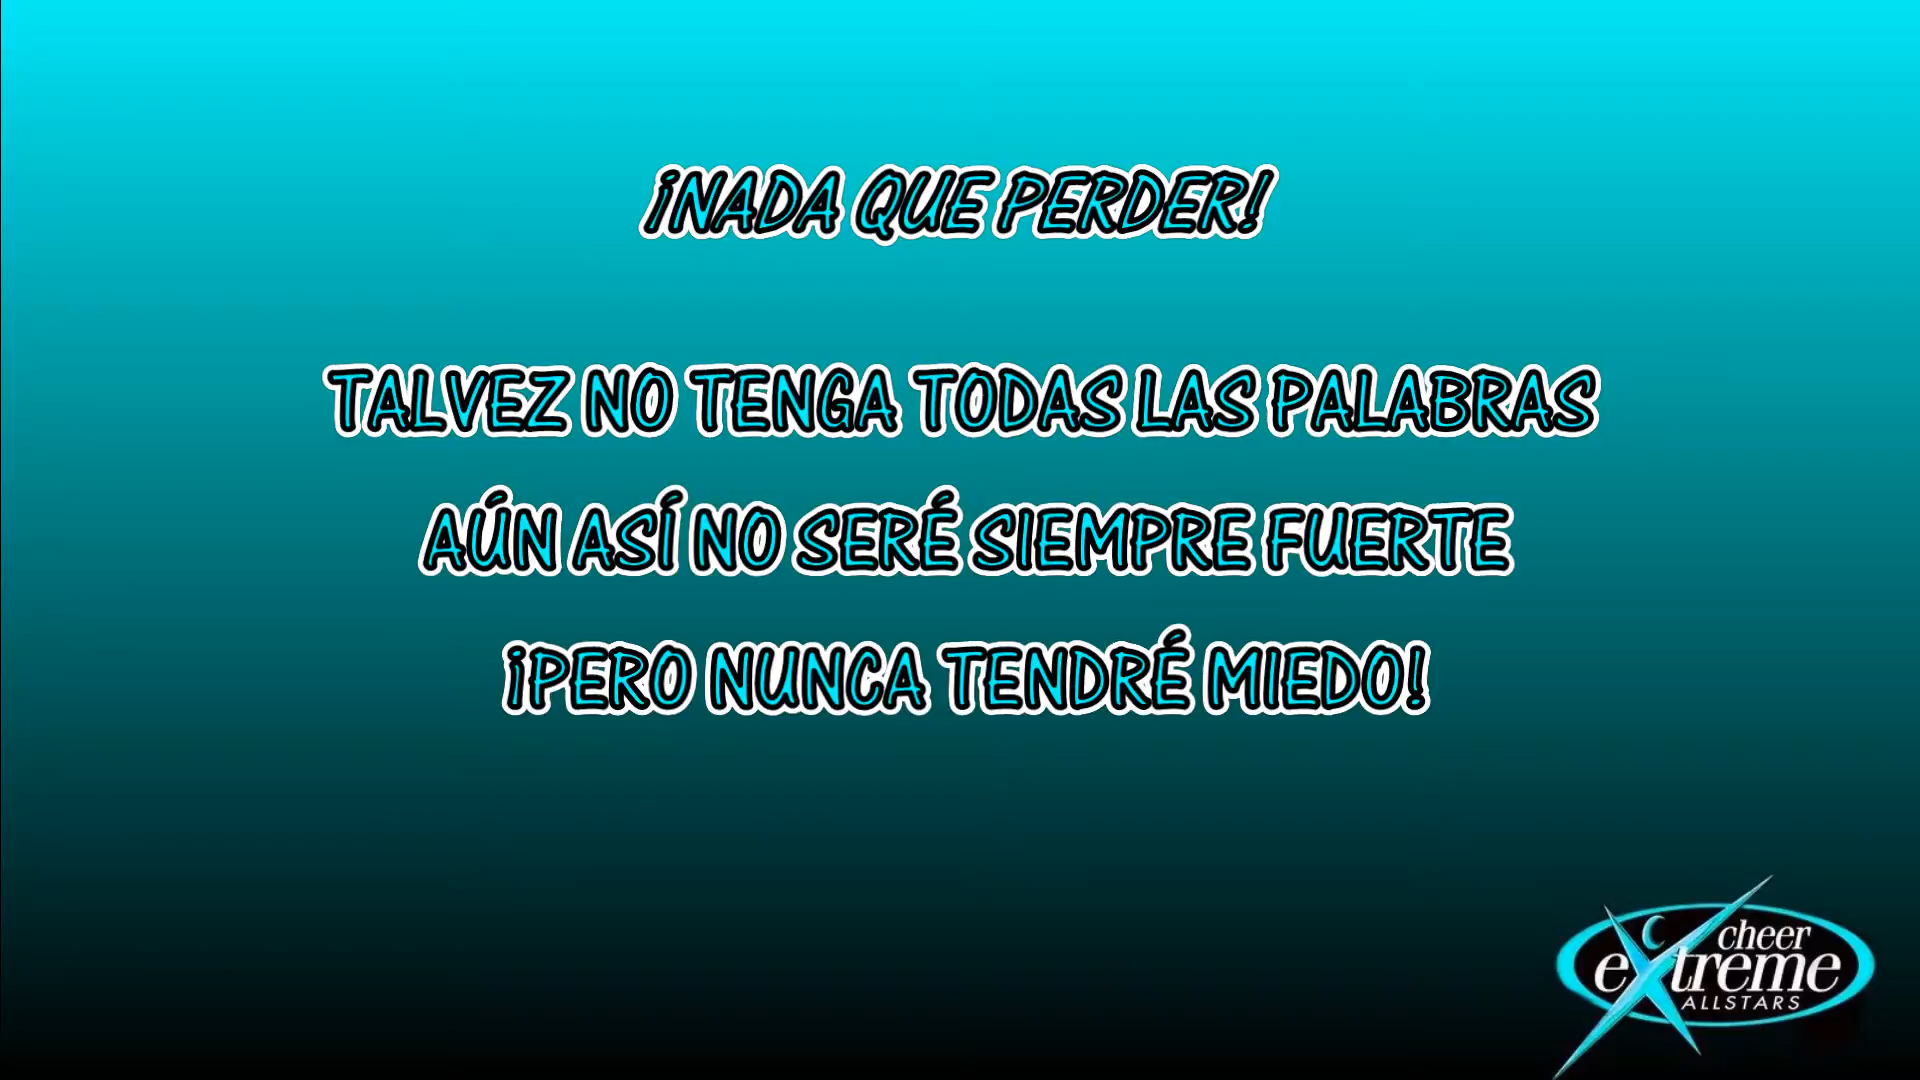 ¡NADA QUE PERDER!
TALVEZ NO TENGA TODAS LAS PALABRAS
AÚN ASÍ NO SERÉ SIEMPRE FUERTE
¡PERO NUNCA TENDRÉ MIEDO!
cheer
extreme
ALLSTARS